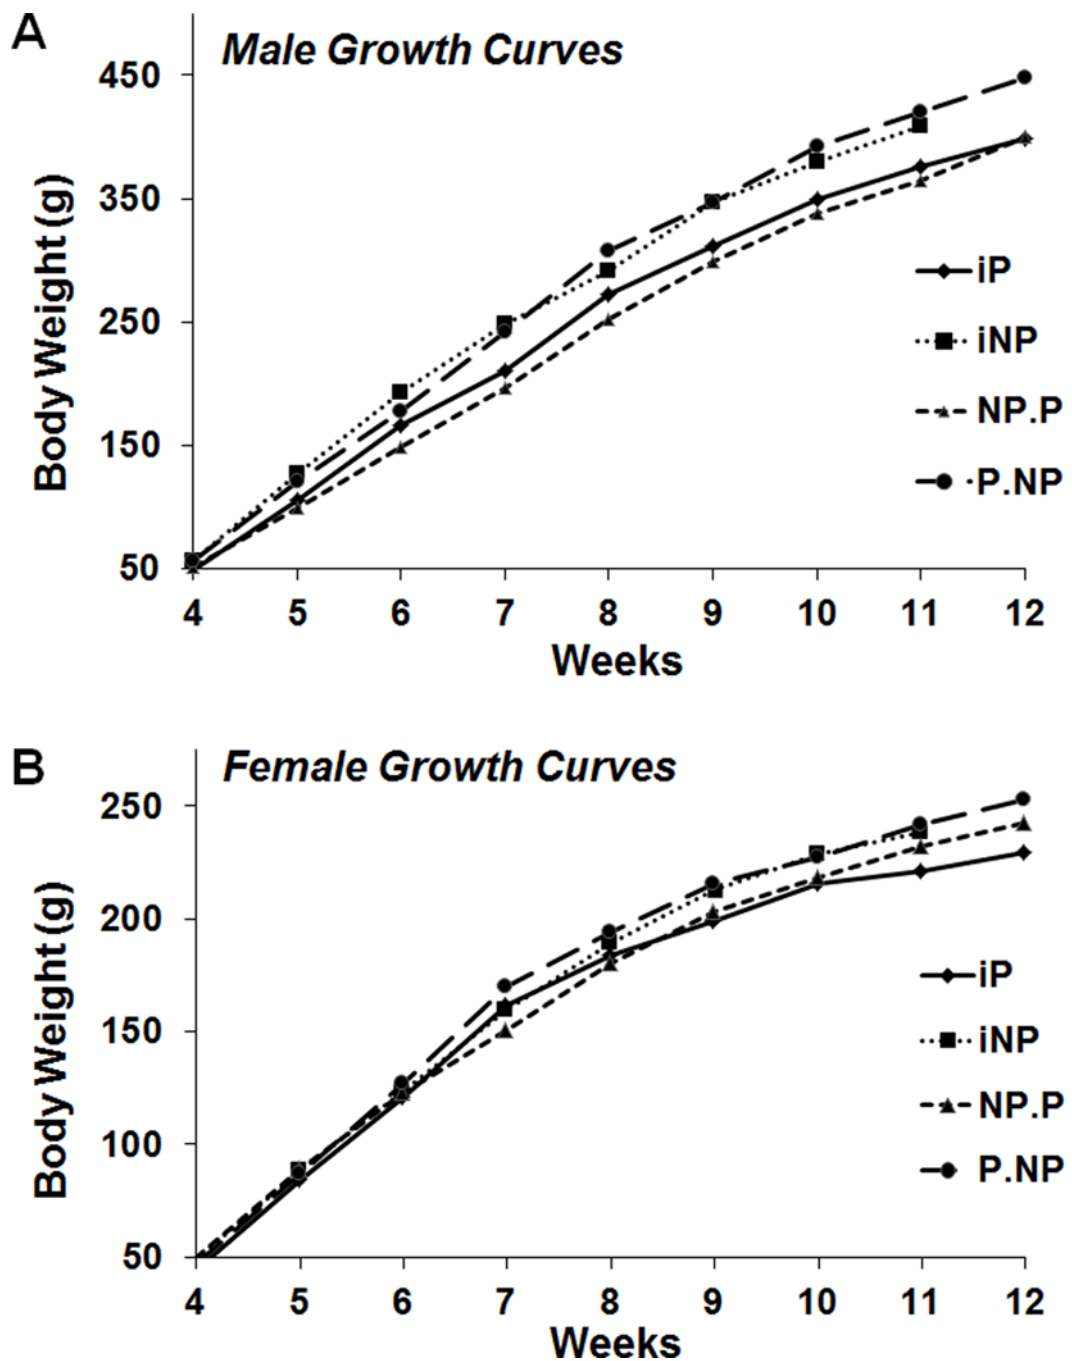 A
Male Growth Curves
Body Weight (g)
450
350
250
150
50
4 5 6 7 8 9 10 11 12
Weeks
iP
iNP
NP.P
P.NP
B
Female Growth Curves
Body Weight (g)
250
200
150
100
50
4 5 6 7 8 9 10 11 12
Weeks
iP
iNP
NP.P
P.NP